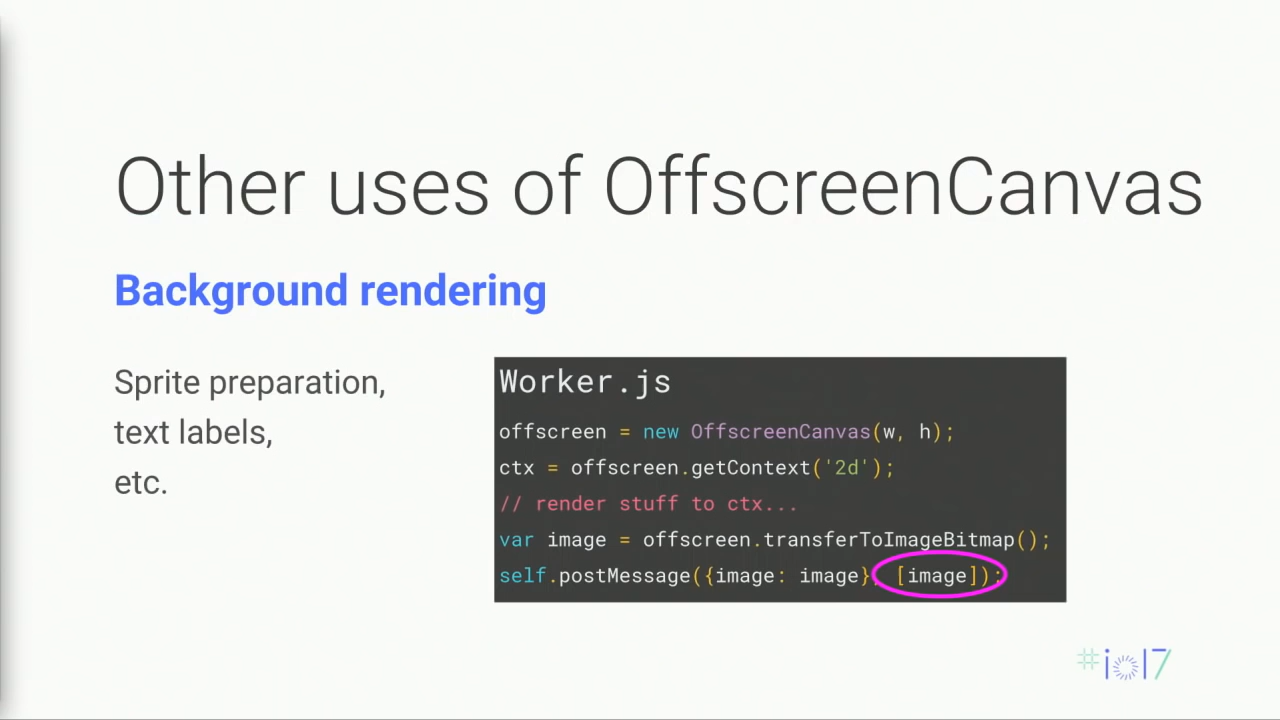 Other uses of OffscreenCanvas
Background rendering
Sprite preparation,
text labels,
etc.
Worker.js
offscreen = new OffscreenCanvas(w, h);
ctx = offscreen.getContext('2d');
// render stuff to ctx...
var image = offscreen.transferToImageBitmap();
self.postMessage({image: image}, [image]);
#io17